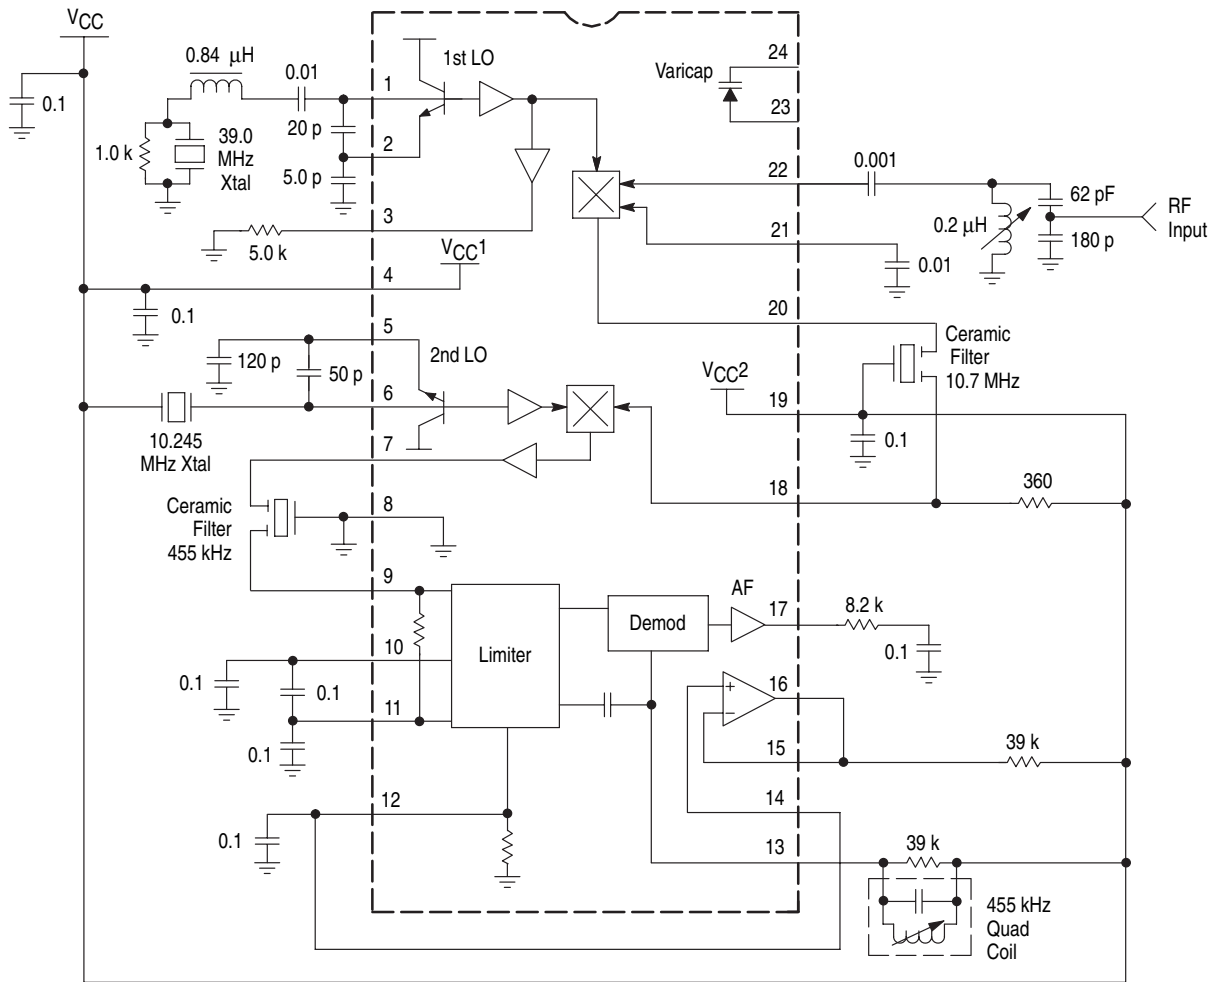 VCC
0.1
0.84 μH
0.01
1.0 k
39.0
MHz
Xtal
20 p
5.0 p
1
2
3
1st LO
5.0 k
VCC1
4
0.1
5
120 p
50 p
2nd LO
6
10.245
MHz Xtal
7
Ceramic
Filter
455 kHz
8
9
10
0.1
0.1
11
0.1
12
0.1
Limiter
Demod
AF
Varicap
24
23
22
0.001
62 pF
RF
Input
0.2 μH
180 p
21
0.01
20
Ceramic
Filter
10.7 MHz
VCC2
19
0.1
18
360
17
8.2 k
0.1
16
+
−
15
39 k
14
13
39 k
455 kHz
Quad
Coil